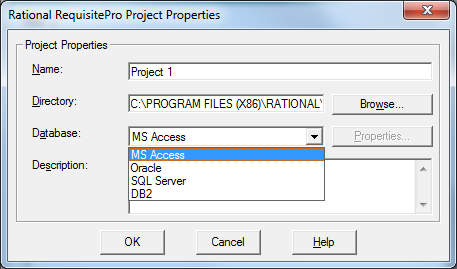 Rational RequisitePro Project Properties
Project Properties
Name: Project 1
Directory: C:\PROGRAM FILES (X86)\RATIONAL\ Browse...
Database: MS Access Properties...
MS Access
Description: Oracle
SQL Server
DB2
OK Cancel Help